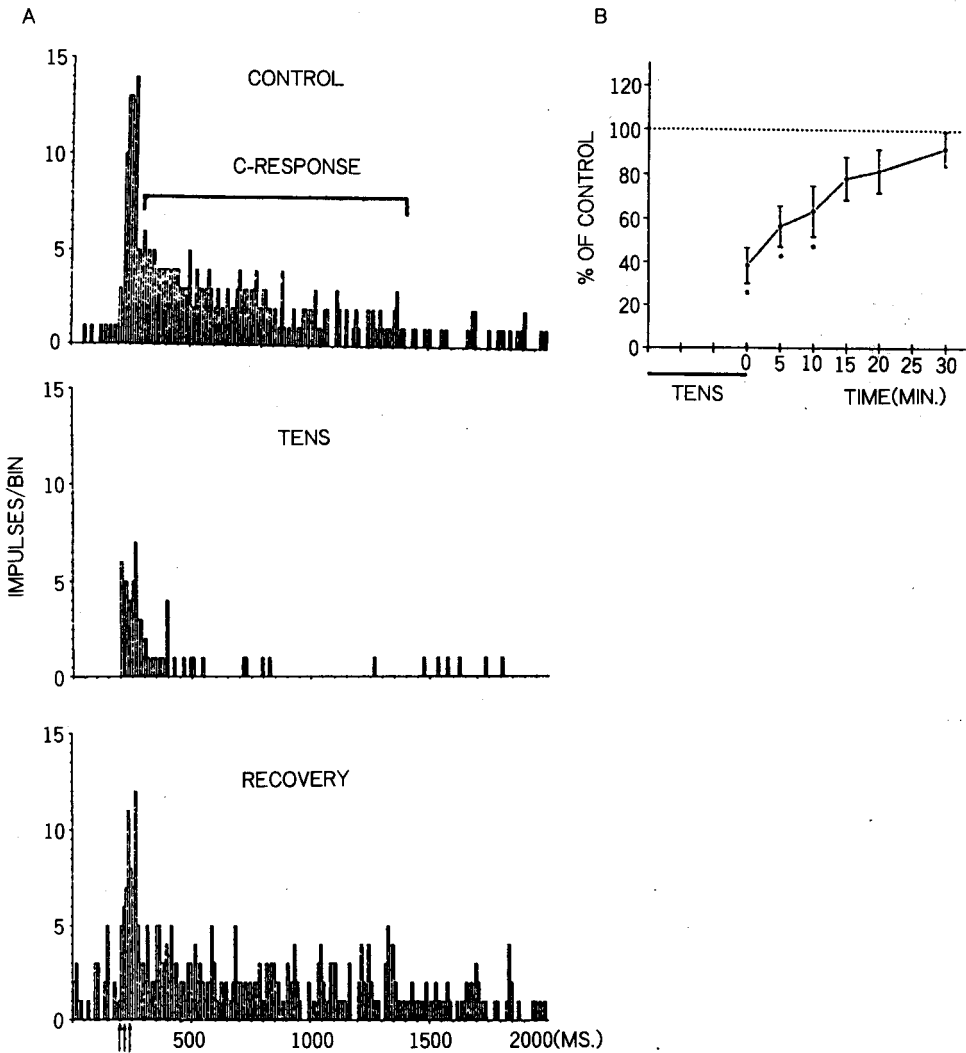 A
15
10
5
0
CONTROL
C-RESPONSE
15
10
5
0
TENS
IMPULSES/BIN
15
10
5
0
RECOVERY
500
1000
1500
2000(MS.)
B
120
100
80
60
40
20
0
% OF CONTROL
0 5 10 15 20 25 30
TENS
TIME(MIN.)